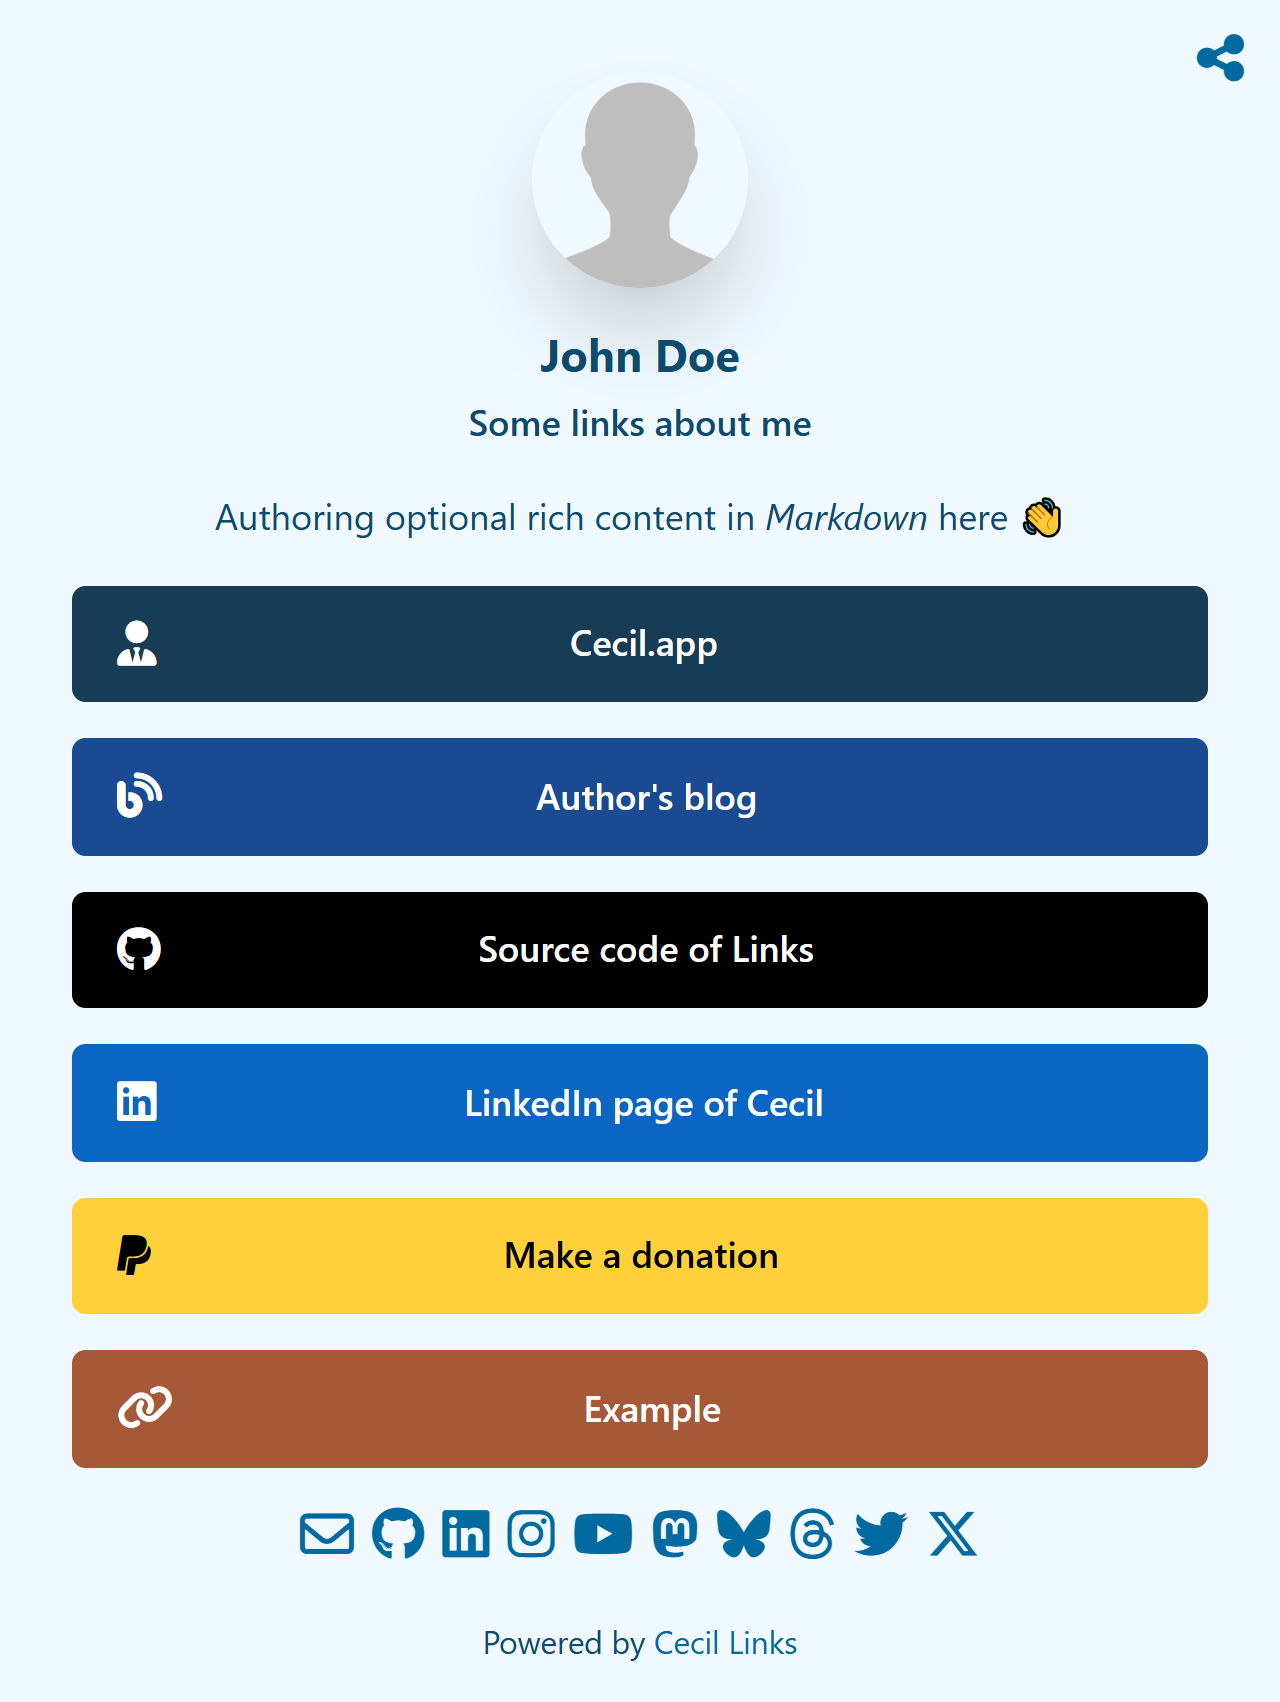 John Doe
Some links about me
Authoring optional rich content in Markdown here 👋
Cecil.app
Author's blog
Source code of Links
LinkedIn page of Cecil
Make a donation
Example
Powered by Cecil Links